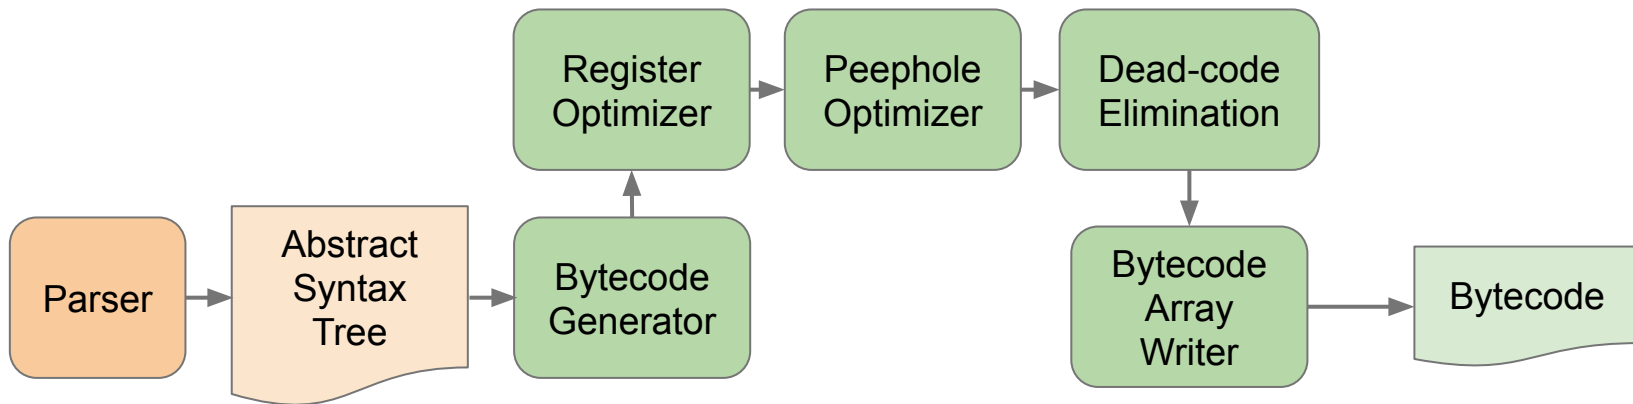 Parser
Abstract
Syntax
Tree
Bytecode
Generator
Register
Optimizer
Peephole
Optimizer
Dead-code
Elimination
Bytecode
Array
Writer
Bytecode